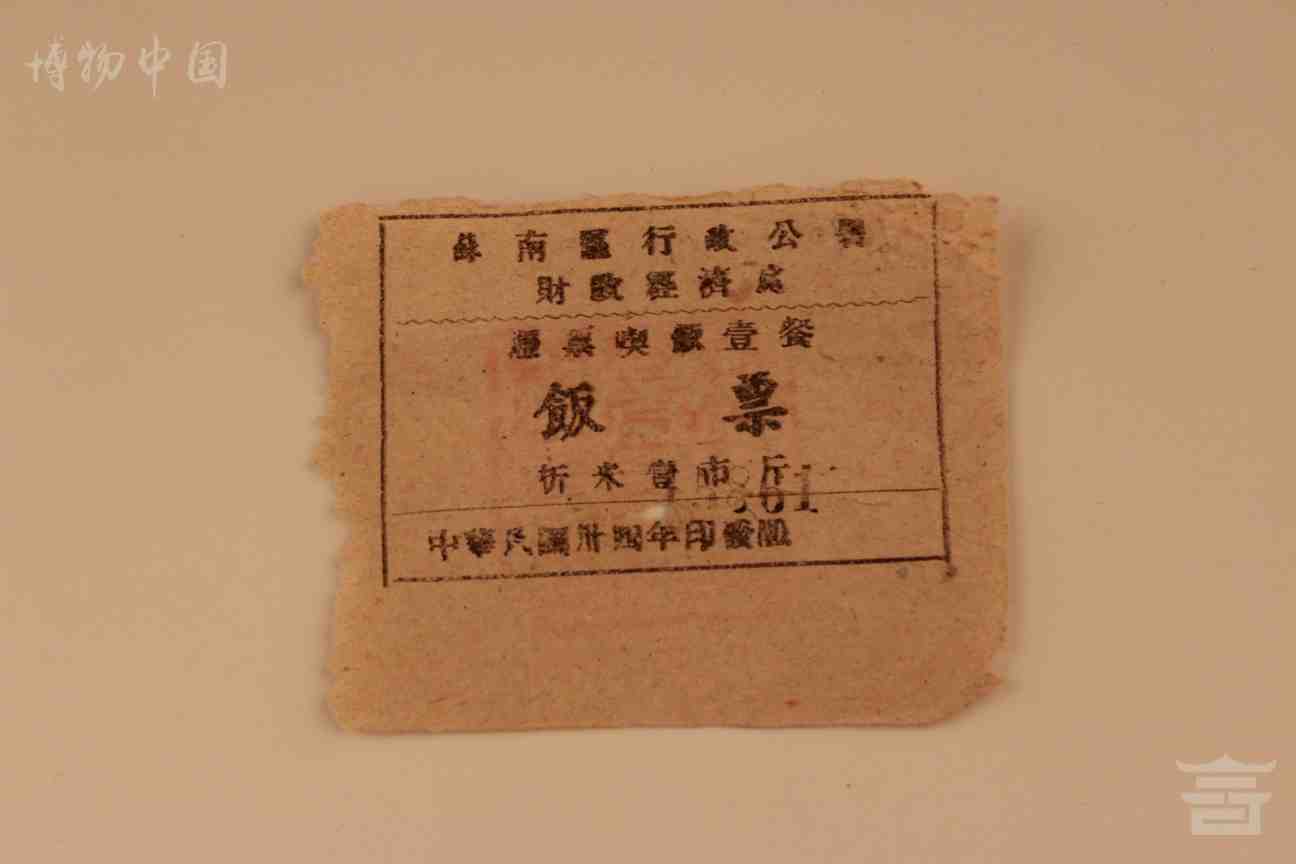 博物中国
蘇南區行政公署
財政經濟處
憑票喫飯壹餐
飯票
折米壹市斤
861
中華民國卅四年印發